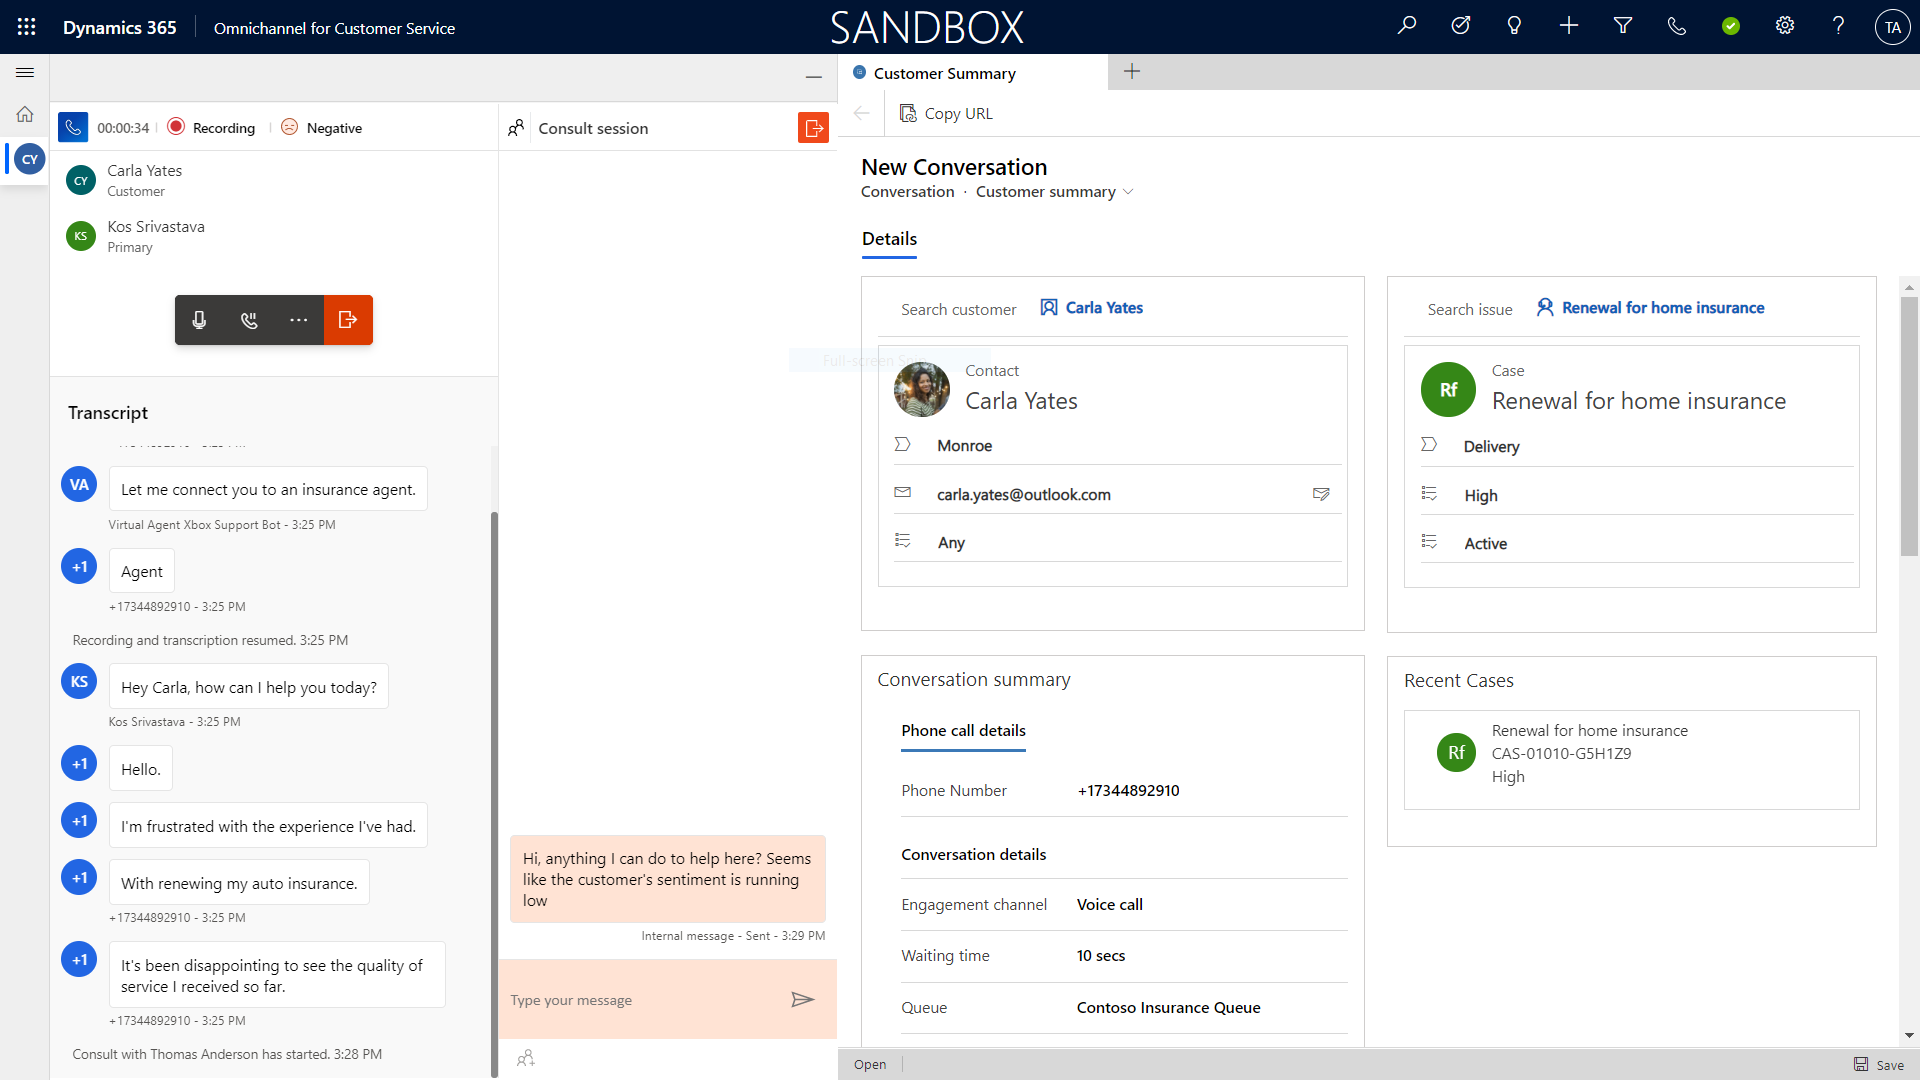 Dynamics 365
Omnichannel for Customer Service
SANDBOX
TA
CY
00:00:34
Recording
Negative
CY
Carla Yates
Customer
KS
Kos Srivastava
Primary
Transcript
VA
Let me connect you to an insurance agent.
Virtual Agent Xbox Support Bot - 3:25 PM
+1
Agent
+17344892910 - 3:25 PM
Recording and transcription resumed. 3:25 PM
KS
Hey Carla, how can I help you today?
Kos Srivastava - 3:25 PM
+1
Hello.
+1
I'm frustrated with the experience I've had.
+1
With renewing my auto insurance.
+17344892910 - 3:25 PM
+1
It's been disappointing to see the quality of
service I received so far.
+17344892910 - 3:25 PM
Consult with Thomas Anderson has started. 3:28 PM
Consult session
Hi, anything I can do to help here? Seems
like the customer's sentiment is running
low
Internal message - Sent - 3:29 PM
Type your message
Customer Summary
Copy URL
New Conversation
Conversation · Customer summary
Details
Search customer
Carla Yates
Full-screen Snip
Contact
Carla Yates
Monroe
carla.yates@outlook.com
Any
Search issue
Renewal for home insurance
Rf
Case
Renewal for home insurance
Delivery
High
Active
Conversation summary
Phone call details
Phone Number
+17344892910
Conversation details
Engagement channel
Voice call
Waiting time
10 secs
Queue
Contoso Insurance Queue
Recent Cases
Rf
Renewal for home insurance
CAS-01010-G5H1Z9
High
Open
Save